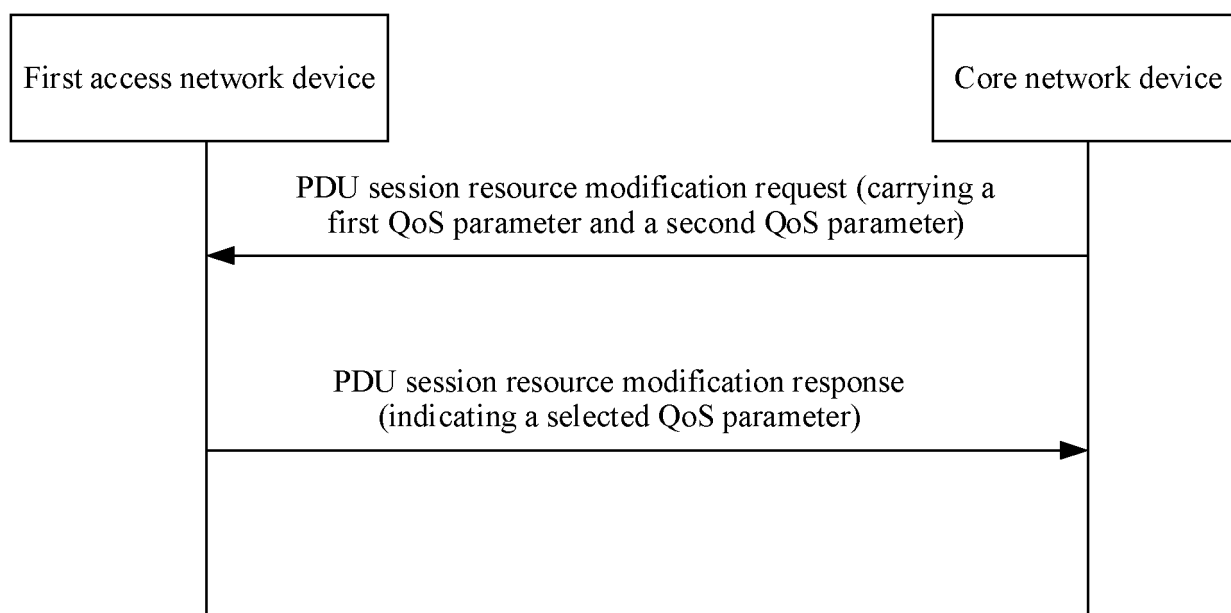 First access network device
Core network device
PDU session resource modification request (carrying a
first QoS parameter and a second QoS parameter)
PDU session resource modification response
(indicating a selected QoS parameter)